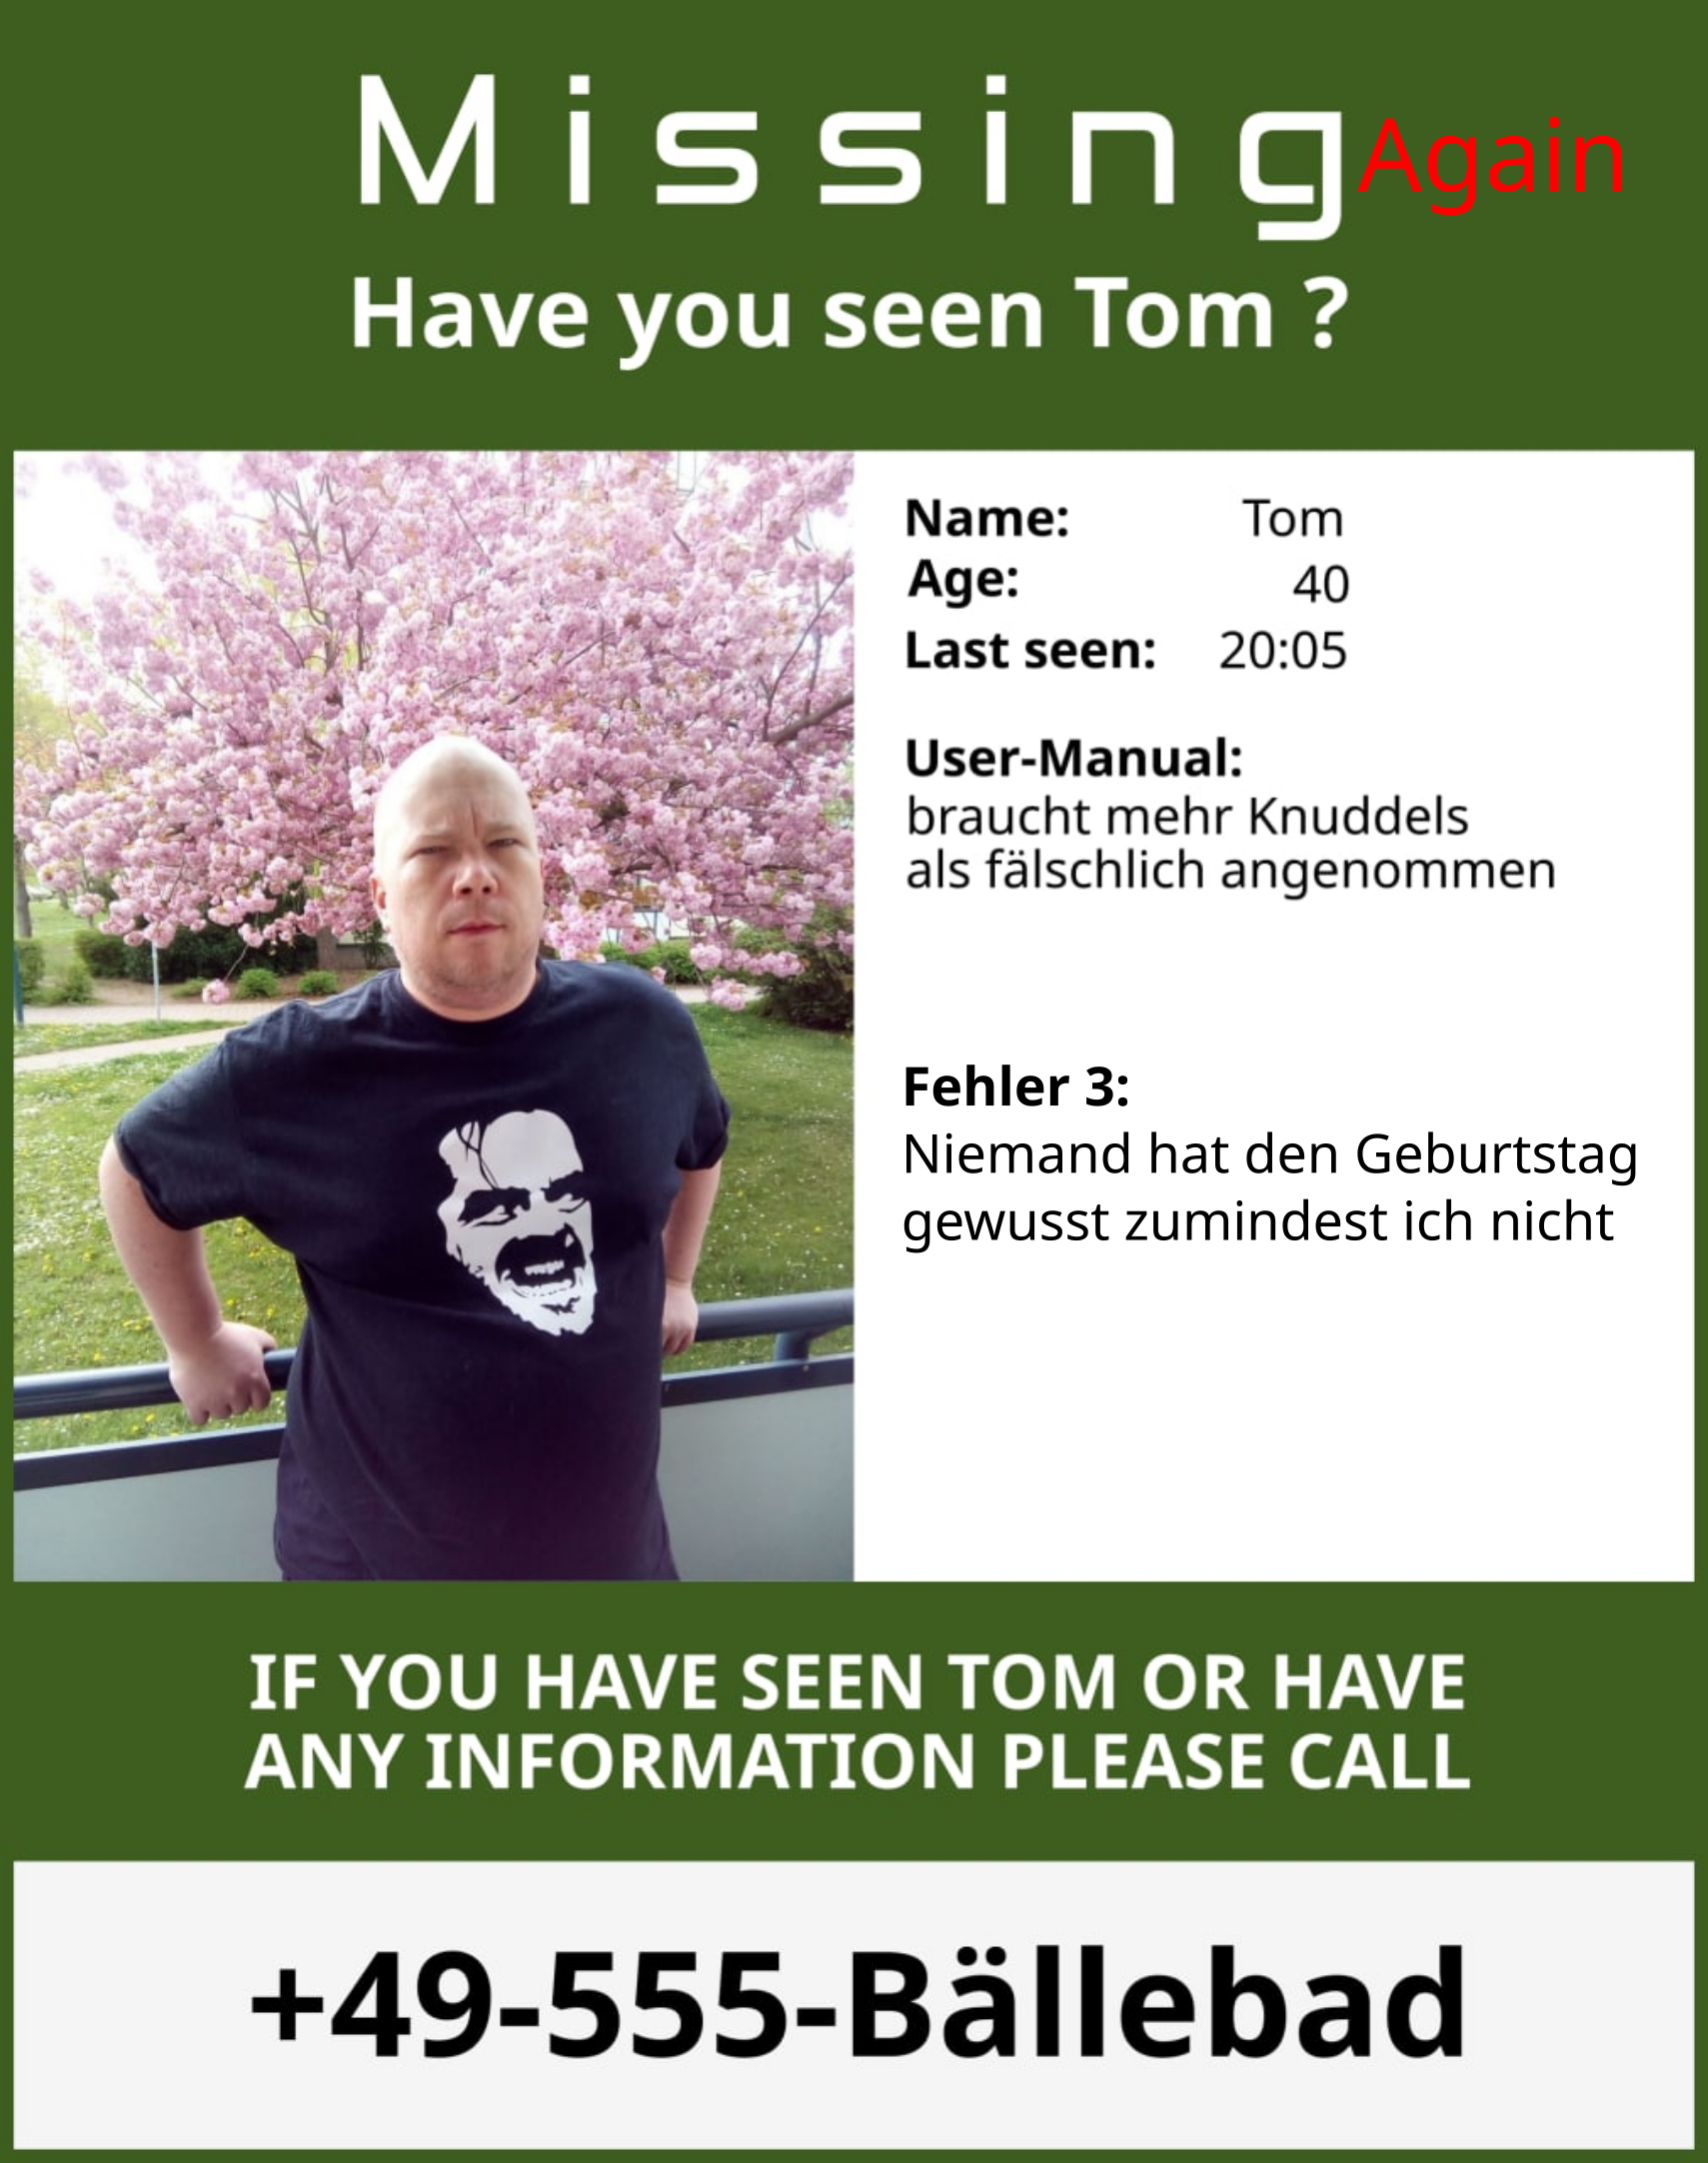 Missing Again
Have you seen Tom ?
Name: Tom
Age: 40
Last seen: 20:05
User-Manual:
braucht mehr Knuddels
als fälschlich angenommen
Fehler 3:
Niemand hat den Geburtstag
gewusst zumindest ich nicht
IF YOU HAVE SEEN TOM OR HAVE
ANY INFORMATION PLEASE CALL
+49-555-Bällebad